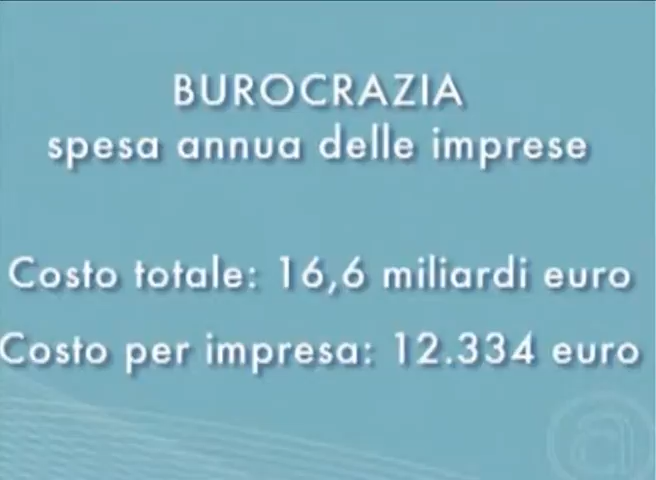 BUROCRAZIA
spesa annua delle imprese
Costo totale: 16,6 miliardi euro
Costo per impresa: 12.334 euro
a